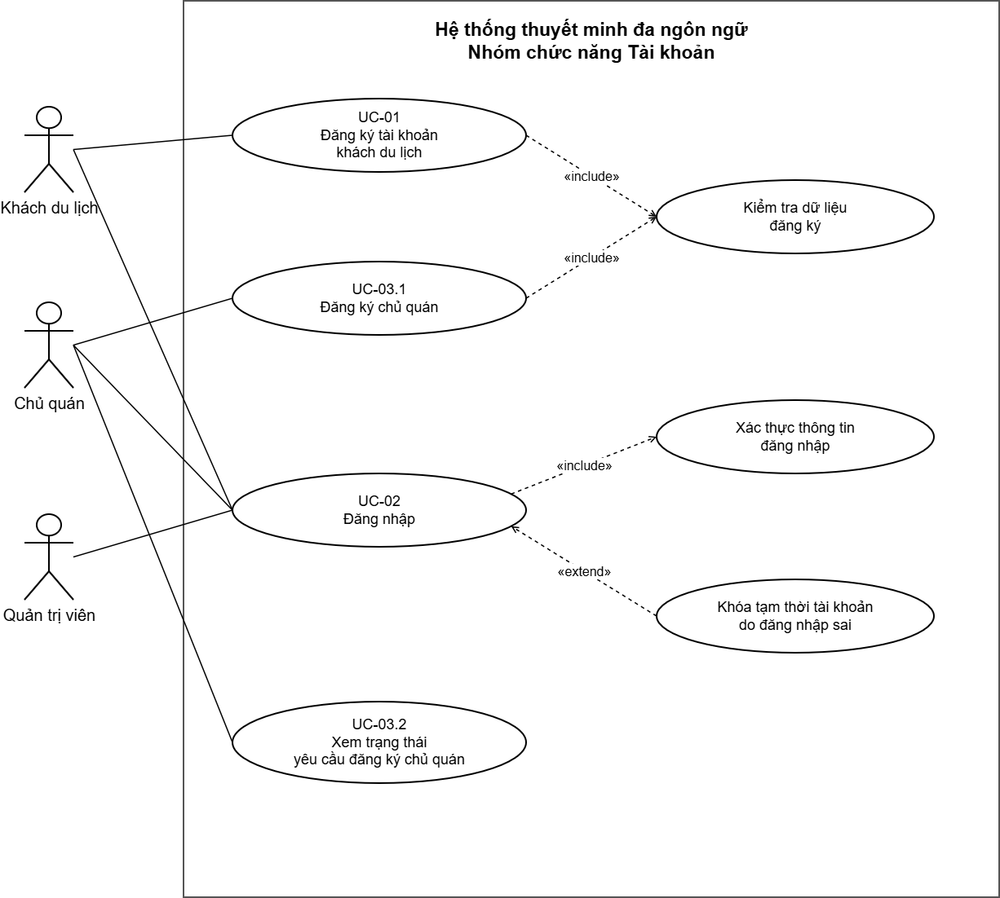 Hệ thống thuyết minh đa ngôn ngữ
Nhóm chức năng Tài khoản
Khách du lịch
Chủ quán
Quản trị viên
UC-01
Đăng ký tài khoản
khách du lịch
«include»
Kiểm tra dữ liệu
đăng ký
«include»
UC-03.1
Đăng ký chủ quán
Xác thực thông tin
đăng nhập
«include»
UC-02
Đăng nhập
«extend»
Khóa tạm thời tài khoản
do đăng nhập sai
UC-03.2
Xem trạng thái
yêu cầu đăng ký chủ quán